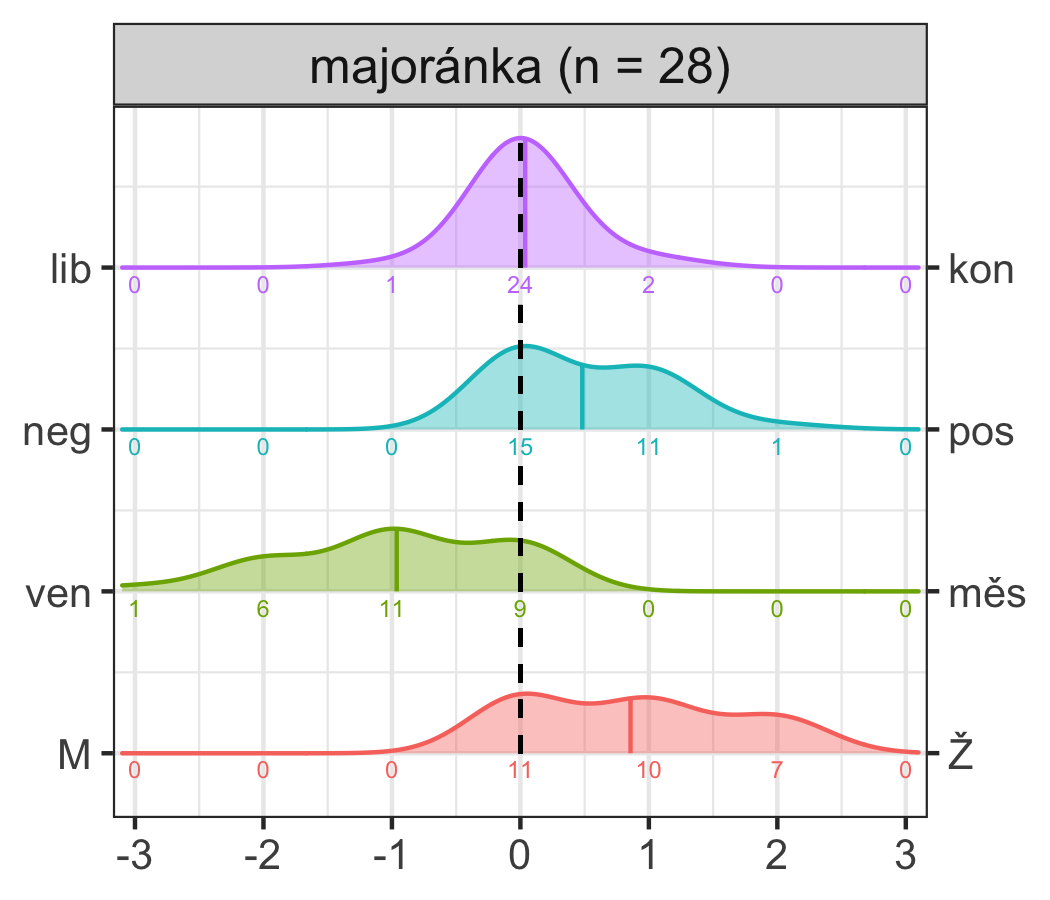 majoránka (n = 28)
lib kon
0 0 1 24 2 0 0
neg pos
0 0 0 15 11 1 0
ven měs
1 6 11 9 0 0 0
M Ž
0 0 0 11 10 7 0
-3 -2 -1 0 1 2 3